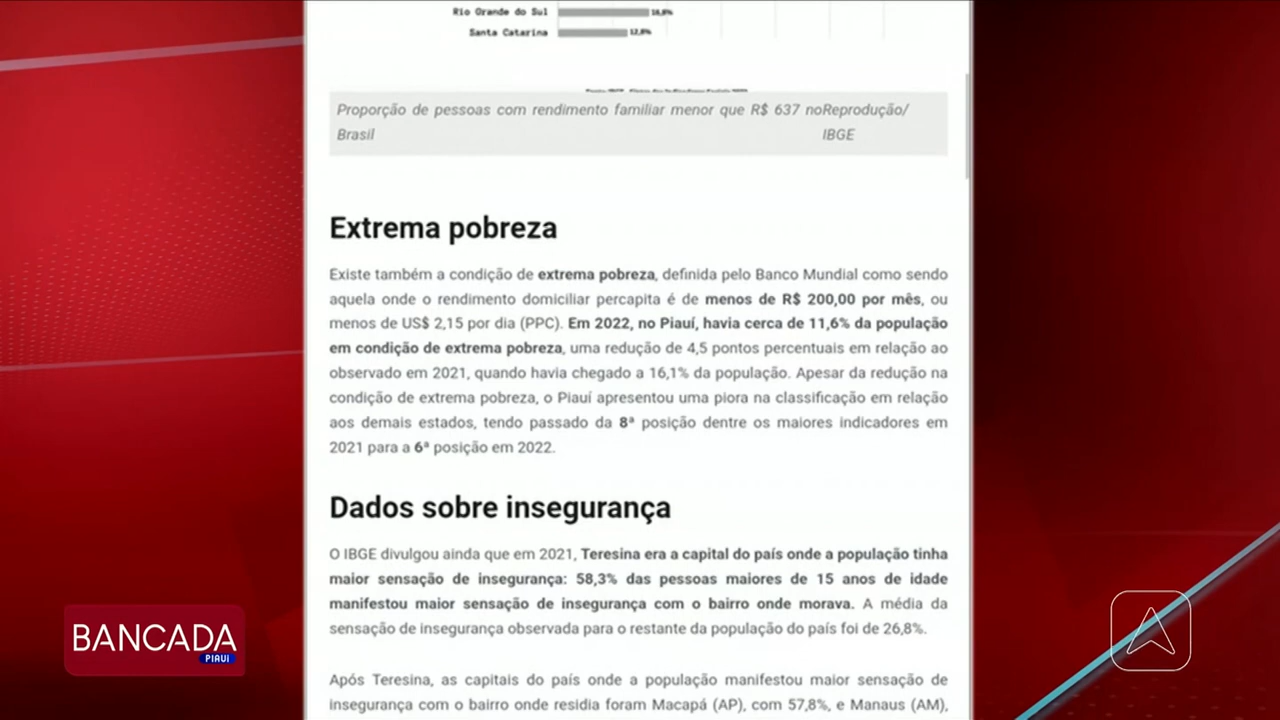 Rio Grande do Sul 16,8%
Santa Catarina 12,8%
Proporção de pessoas com rendimento familiar menor que R$ 637 no Reprodução/
Brasil IBGE
Extrema pobreza
Existe também a condição de extrema pobreza, definida pelo Banco Mundial como sendo
aquela onde o rendimento domiciliar percapita é de menos de R$ 200,00 por mês, ou
menos de US$ 2,15 por dia (PPC). Em 2022, no Piauí, havia cerca de 11,6% da população
em condição de extrema pobreza, uma redução de 4,5 pontos percentuais em relação ao
observado em 2021, quando havia chegado a 16,1% da população. Apesar da redução na
condição de extrema pobreza, o Piauí apresentou uma piora na classificação em relação
aos demais estados, tendo passado da 8ª posição dentre os maiores indicadores em
2021 para a 6ª posição em 2022.
Dados sobre insegurança
O IBGE divulgou ainda que em 2021, Teresina era a capital do país onde a população tinha
maior sensação de insegurança: 58,3% das pessoas maiores de 15 anos de idade
manifestou maior sensação de insegurança com o bairro onde morava. A média da
sensação de insegurança observada para o restante da população do país foi de 26,8%.
Após Teresina, as capitais do país onde a população manifestou maior sensação de
insegurança com o bairro onde residia foram Macapá (AP), com 57,8%, e Manaus (AM),
BANCADA
PIAUÍ